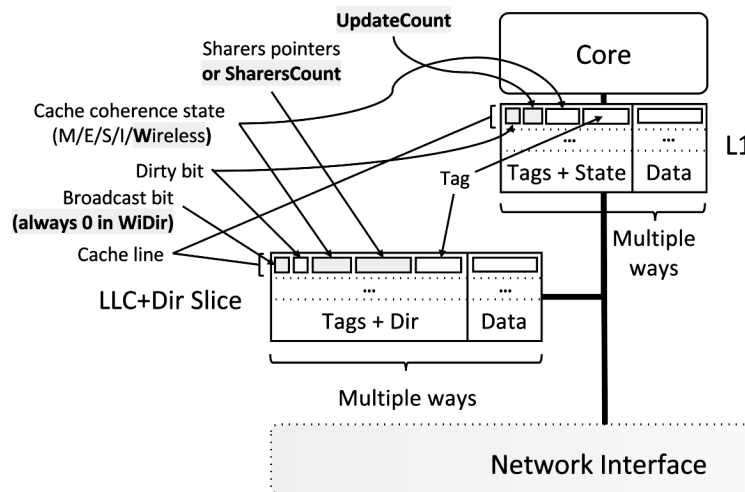 UpdateCount
Sharers pointers
or SharersCount
Core
Cache coherence state
(M/E/S/I/Wireless)
Dirty bit
Broadcast bit
(always 0 in WiDir)
Cache line
Tag
...
...
Tags + State
Data
L1
Multiple
ways
LLC+Dir Slice
...
...
Tags + Dir
Data
Multiple ways
Network Interface